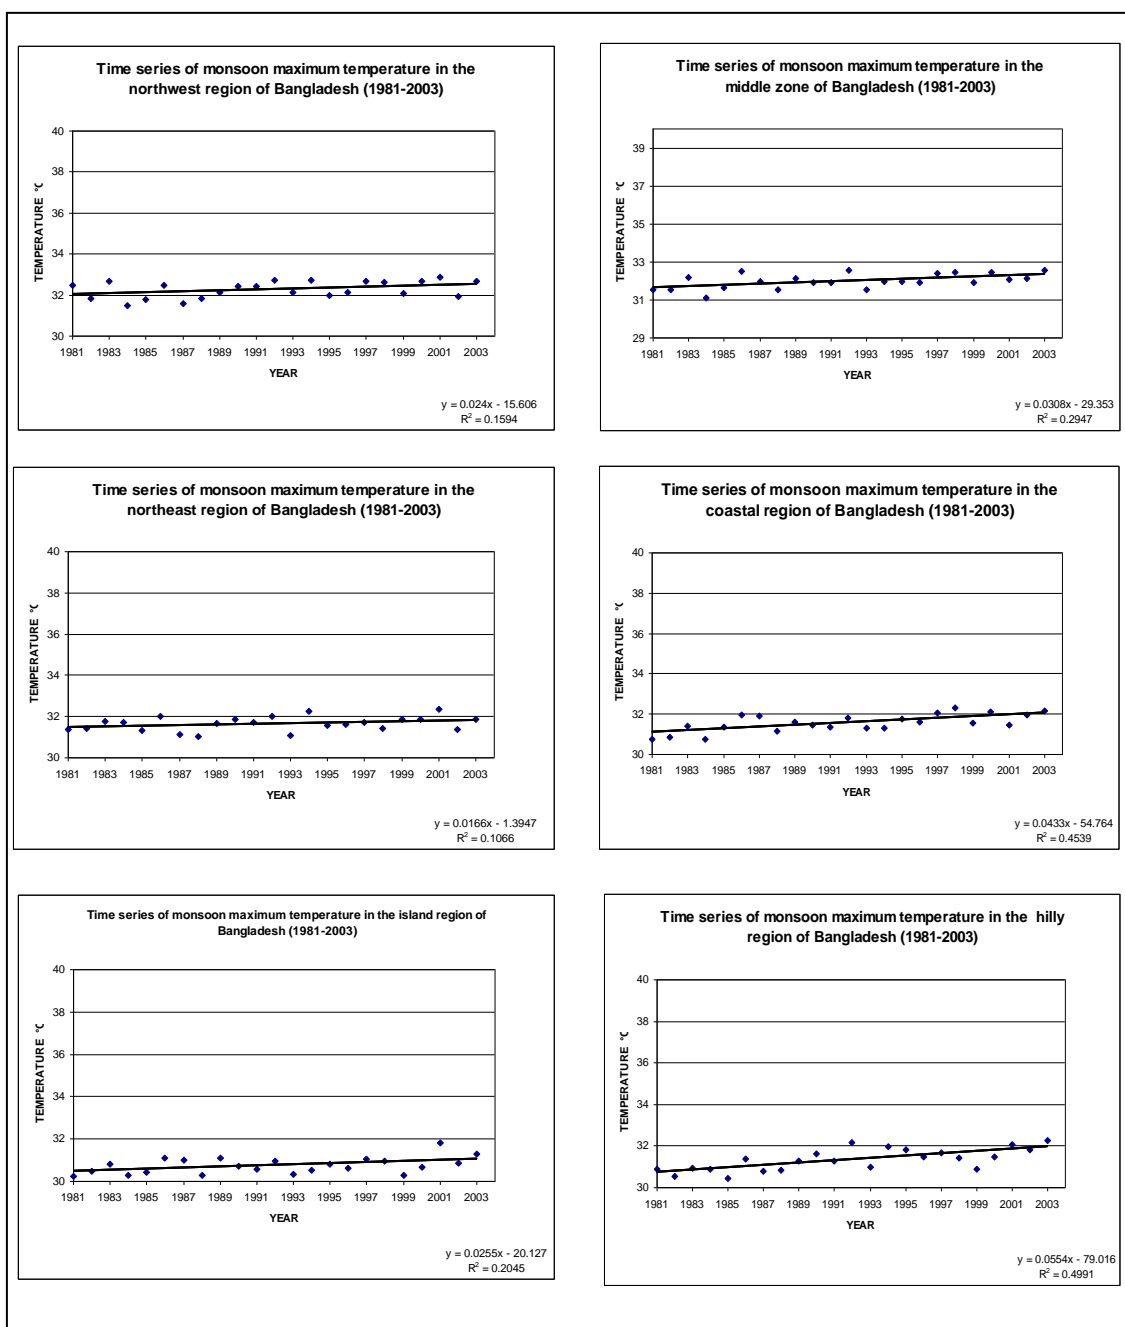 Time series of monsoon maximum temperature in the
northwest region of Bangladesh (1981-2003)
40
38
36
34
32
30
TEMPERATURE °C
1981 1983 1985 1987 1989 1991 1993 1995 1997 1999 2001 2003
YEAR
y = 0.024x - 15.606
R² = 0.1594
Time series of monsoon maximum temperature in the
middle zone of Bangladesh (1981-2003)
39
37
35
33
31
29
TEMPERATURE °C
1981 1983 1985 1987 1989 1991 1993 1995 1997 1999 2001 2003
YEAR
y = 0.0308x - 29.353
R² = 0.2947
Time series of monsoon maximum temperature in the
northeast region of Bangladesh (1981-2003)
40
38
36
34
32
30
TEMPERATURE °C
1981 1983 1985 1987 1989 1991 1993 1995 1997 1999 2001 2003
YEAR
y = 0.0166x - 1.3947
R² = 0.1066
Time series of monsoon maximum temperature in the
coastal region of Bangladesh (1981-2003)
40
38
36
34
32
30
TEMPERATURE °C
1981 1983 1985 1987 1989 1991 1993 1995 1997 1999 2001 2003
YEAR
y = 0.0433x - 54.764
R² = 0.4539
Time series of monsoon maximum temperature in the island region of
Bangladesh (1981-2003)
40
38
36
34
32
30
TEMPERATURE °C
1981 1983 1985 1987 1989 1991 1993 1995 1997 1999 2001 2003
YEAR
y = 0.0255x - 20.127
R² = 0.2045
Time series of monsoon maximum temperature in the hilly
region of Bangladesh (1981-2003)
40
38
36
34
32
30
TEMPERATURE °C
1981 1983 1985 1987 1989 1991 1993 1995 1997 1999 2001 2003
YEAR
y = 0.0554x - 79.016
R² = 0.4991